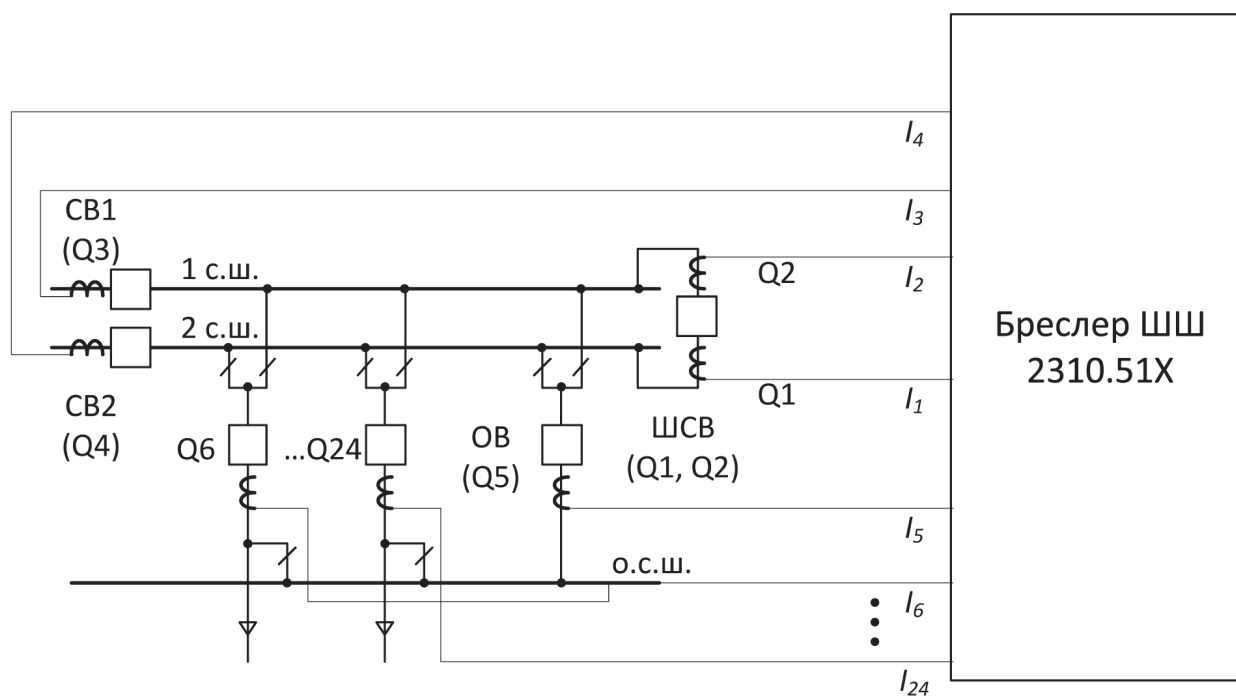 I4
СВ1
(Q3)
I3
1 с.ш.
Q2
I2
2 с.ш.
Бреслер ШШ
2310.51X
СВ2
(Q4)
Q1
I1
Q6
...Q24
ОВ
(Q5)
ШСВ
(Q1, Q2)
I5
о.с.ш.
I6
I24